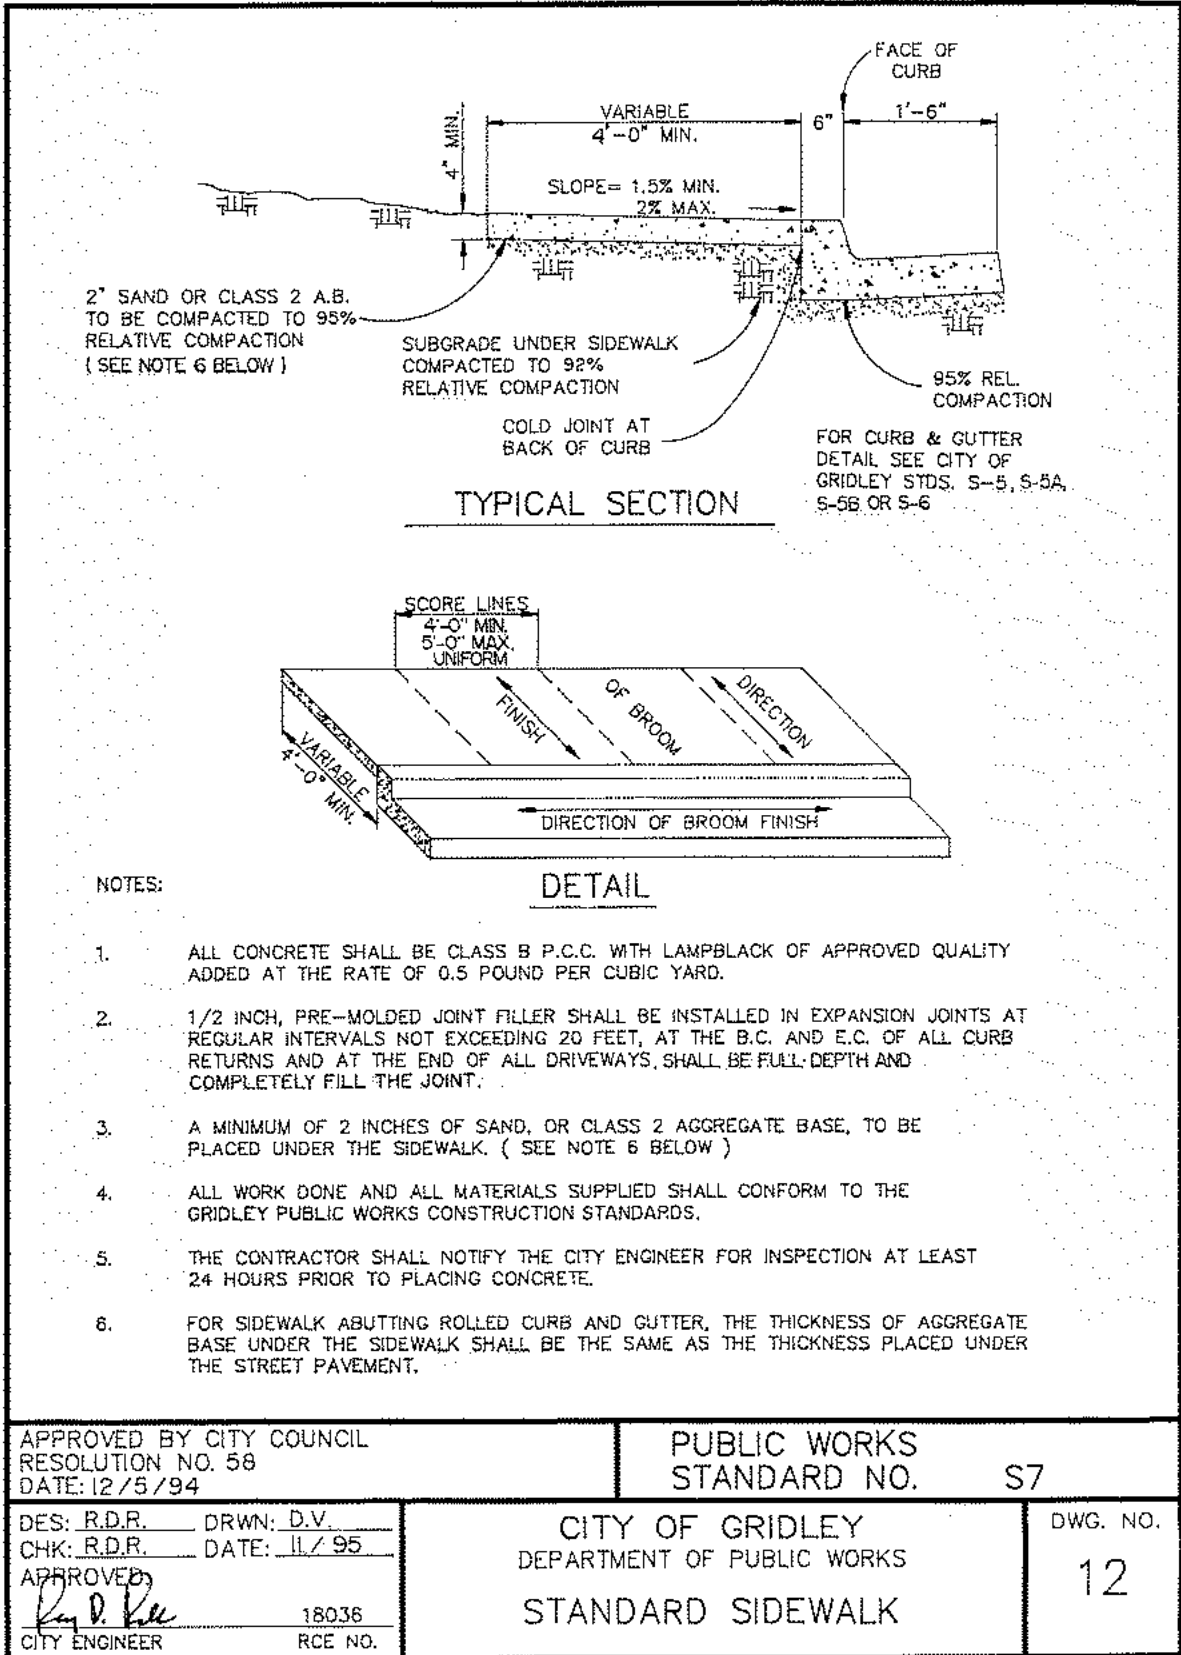 FACE OF
CURB
VARIABLE
4'-0" MIN.
6"
1'-6"
4" MIN.
SLOPE= 1.5% MIN.
2% MAX.
2" SAND OR CLASS 2 A.B.
TO BE COMPACTED TO 95%
RELATIVE COMPACTION
( SEE NOTE 6 BELOW )
SUBGRADE UNDER SIDEWALK
COMPACTED TO 92%
RELATIVE COMPACTION
95% REL.
COMPACTION
COLD JOINT AT
BACK OF CURB
FOR CURB & GUTTER
DETAIL SEE CITY OF
GRIDLEY STDS. S-5, S-5A,
S-5B OR S-6
TYPICAL SECTION
SCORE LINES
4'-0" MIN.
5'-0" MAX.
UNIFORM
FINISH
OF BROOM
DIRECTION
VARIABLE
4'-0" MIN.
DIRECTION OF BROOM FINISH
DETAIL
NOTES:
1. ALL CONCRETE SHALL BE CLASS B P.C.C. WITH LAMPBLACK OF APPROVED QUALITY
ADDED AT THE RATE OF 0.5 POUND PER CUBIC YARD.
2. 1/2 INCH, PRE-MOLDED JOINT FILLER SHALL BE INSTALLED IN EXPANSION JOINTS AT
REGULAR INTERVALS NOT EXCEEDING 20 FEET, AT THE B.C. AND E.C. OF ALL CURB
RETURNS AND AT THE END OF ALL DRIVEWAYS, SHALL BE FULL-DEPTH AND
COMPLETELY FILL THE JOINT.
3. A MINIMUM OF 2 INCHES OF SAND, OR CLASS 2 AGGREGATE BASE, TO BE
PLACED UNDER THE SIDEWALK. ( SEE NOTE 6 BELOW )
4. ALL WORK DONE AND ALL MATERIALS SUPPLIED SHALL CONFORM TO THE
GRIDLEY PUBLIC WORKS CONSTRUCTION STANDARDS.
5. THE CONTRACTOR SHALL NOTIFY THE CITY ENGINEER FOR INSPECTION AT LEAST
24 HOURS PRIOR TO PLACING CONCRETE.
6. FOR SIDEWALK ABUTTING ROLLED CURB AND GUTTER, THE THICKNESS OF AGGREGATE
BASE UNDER THE SIDEWALK SHALL BE THE SAME AS THE THICKNESS PLACED UNDER
THE STREET PAVEMENT.
APPROVED BY CITY COUNCIL
RESOLUTION NO. 58
DATE: 12/5/94
PUBLIC WORKS
STANDARD NO. S7
DES: R.D.R. DRWN: D.V.
CHK: R.D.R. DATE: 11/95
APPROVED:
18036
CITY ENGINEER RCE NO.
CITY OF GRIDLEY
DEPARTMENT OF PUBLIC WORKS
STANDARD SIDEWALK
DWG. NO.
12